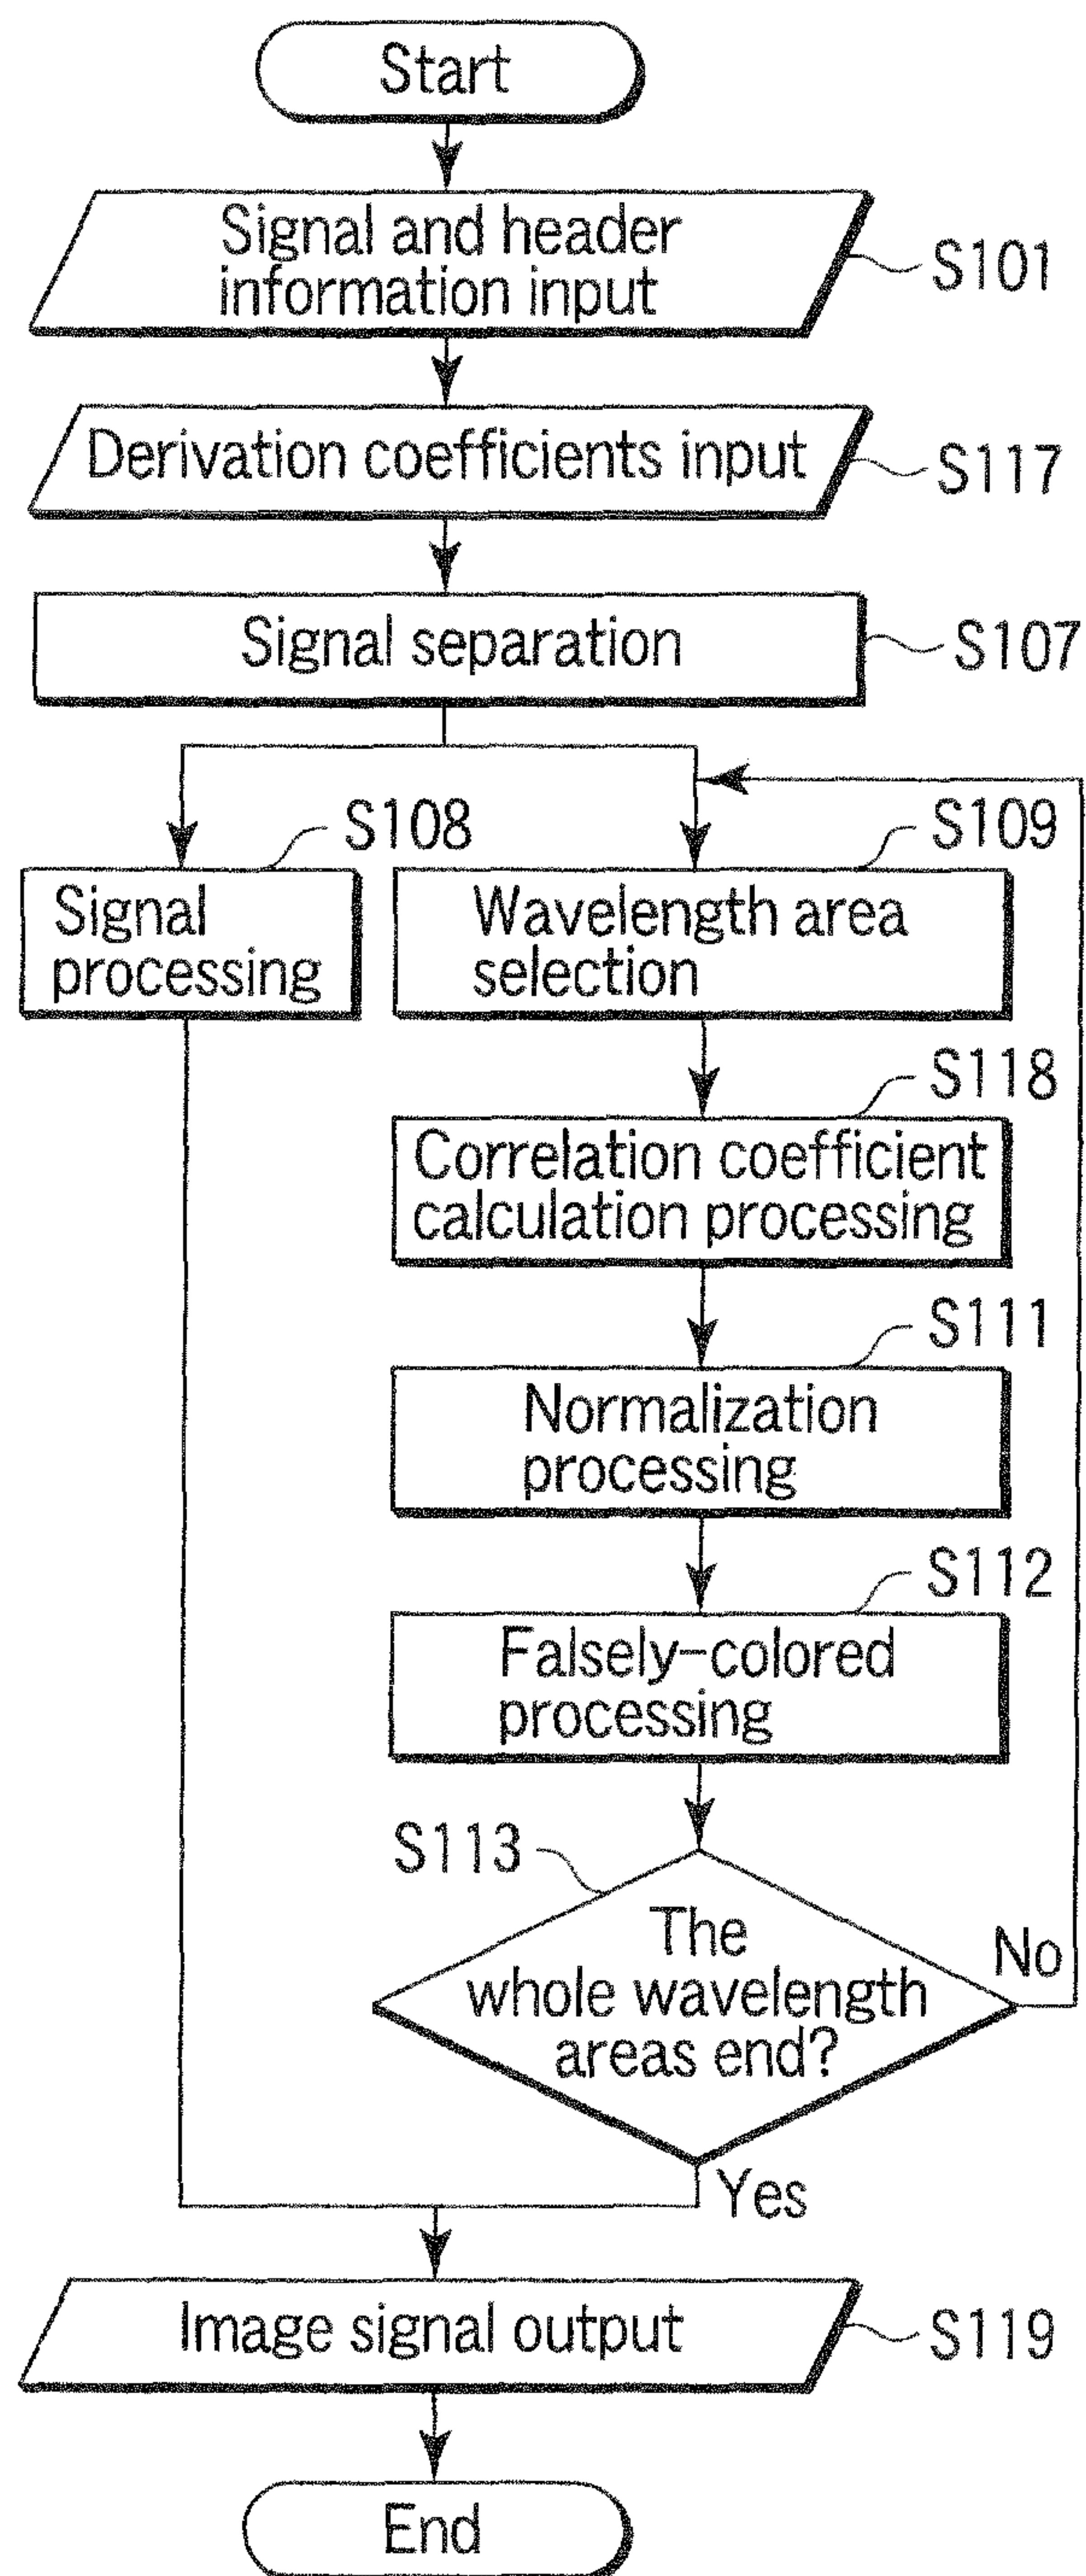 Start
Signal and header
information input
S101
Derivation coefficients input
S117
Signal separation
S107
S108
Signal
processing
S109
Wavelength area
selection
S118
Correlation coefficient
calculation processing
S111
Normalization
processing
S112
Falsely-colored
processing
S113
The
whole wavelength
areas end?
No
Yes
Image signal output
S119
End